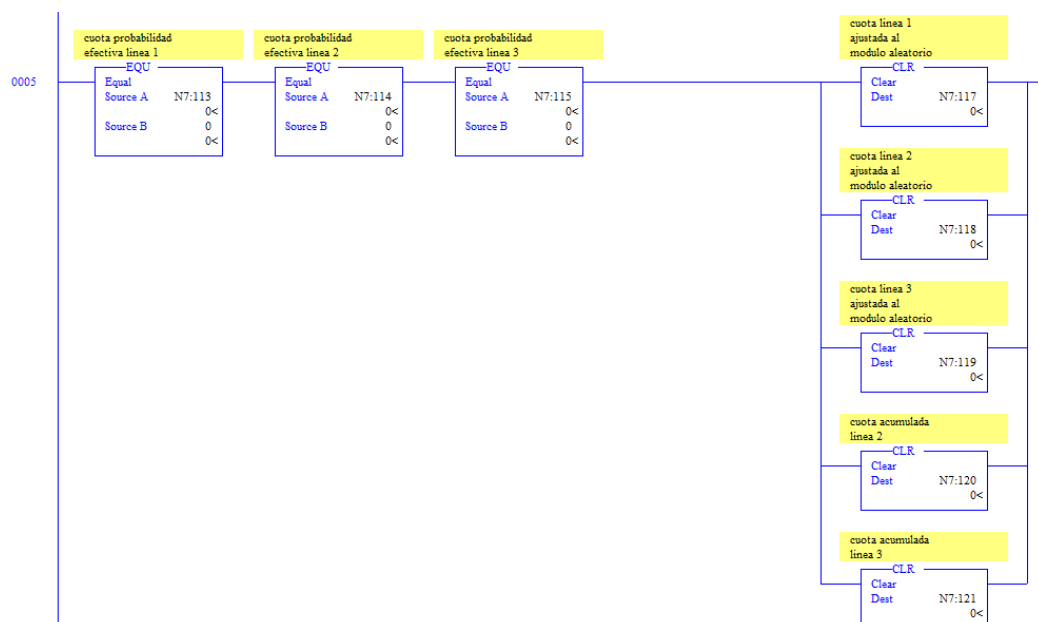 cuota probabilidad
efectiva linea 1
EQU
Equal
Source A N7:113
0<
Source B 0
0<
cuota probabilidad
efectiva linea 2
EQU
Equal
Source A N7:114
0<
Source B 0
0<
cuota probabilidad
efectiva linea 3
EQU
Equal
Source A N7:115
0<
Source B 0
0<
0005
cuota linea 1
ajustada al
modulo aleatorio
CLR
Clear
Dest N7:117
0<
cuota linea 2
ajustada al
modulo aleatorio
CLR
Clear
Dest N7:118
0<
cuota linea 3
ajustada al
modulo aleatorio
CLR
Clear
Dest N7:119
0<
cuota acumulada
linea 2
CLR
Clear
Dest N7:120
0<
cuota acumulada
linea 3
CLR
Clear
Dest N7:121
0<